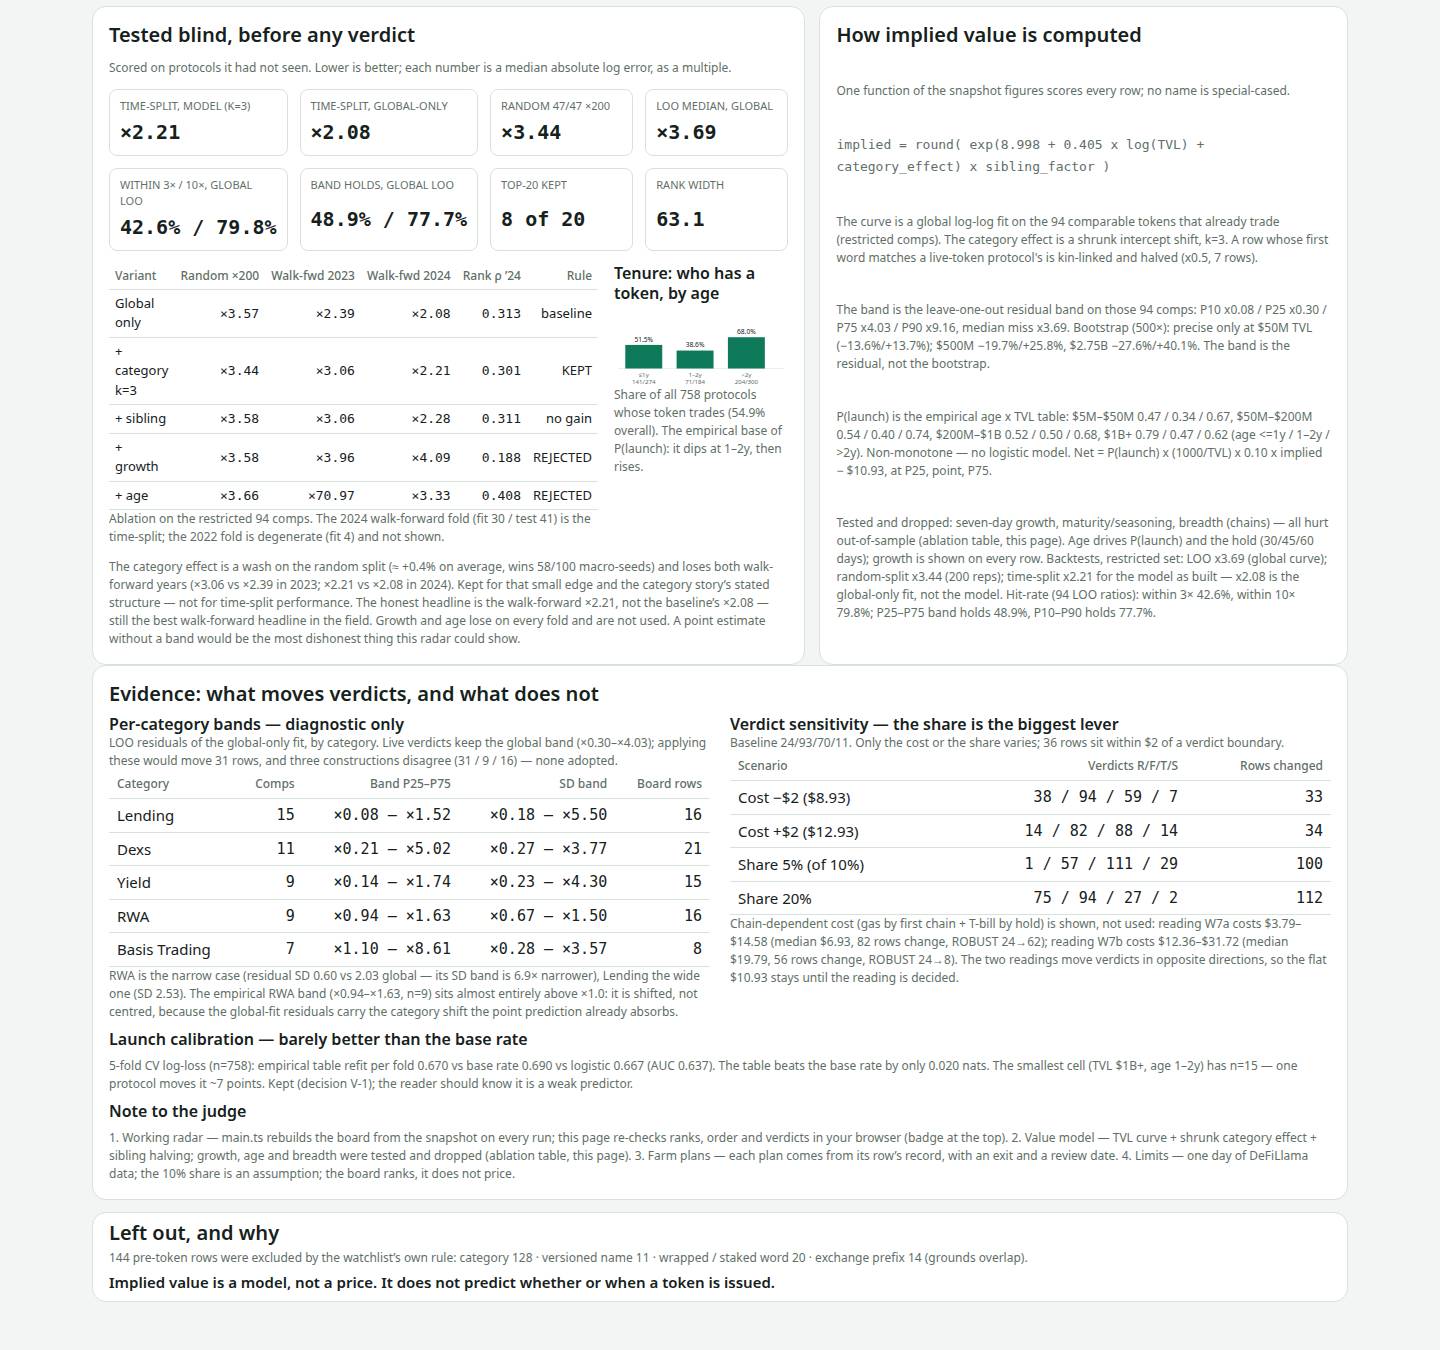 Tested blind, before any verdict
Scored on protocols it had not seen. Lower is better; each number is a median absolute log error, as a multiple.
TIME-SPLIT, MODEL (K=3)
×2.21
TIME-SPLIT, GLOBAL-ONLY
×2.08
RANDOM 47/47 ×200
×3.44
LOO MEDIAN, GLOBAL
×3.69
WITHIN 3× / 10×, GLOBAL
LOO
42.6% / 79.8%
BAND HOLDS, GLOBAL LOO
48.9% / 77.7%
TOP-20 KEPT
8 of 20
RANK WIDTH
63.1
Variant Random ×200 Walk-fwd 2023 Walk-fwd 2024 Rank ρ ’24 Rule
Global only ×3.57 ×2.39 ×2.08 0.313 baseline
+ category k=3 ×3.44 ×3.06 ×2.21 0.301 KEPT
+ sibling ×3.58 ×3.06 ×2.28 0.311 no gain
+ growth ×3.58 ×3.96 ×4.09 0.188 REJECTED
+ age ×3.66 ×70.97 ×3.33 0.408 REJECTED
Ablation on the restricted 94 comps. The 2024 walk-forward fold (fit 30 / test 41) is the
time-split; the 2022 fold is degenerate (fit 4) and not shown.
Tenure: who has a
token, by age
51.5% 38.6% 68.0%
≤1y 1–2y >2y
141/274 71/184 204/300
Share of all 758 protocols
whose token trades (54.9%
overall). The empirical base of
P(launch): it dips at 1–2y, then
rises.
The category effect is a wash on the random split (≈ +0.4% on average, wins 58/100 macro-seeds) and loses both walk-
forward years (×3.06 vs ×2.39 in 2023; ×2.21 vs ×2.08 in 2024). Kept for that small edge and the category story’s stated
structure — not for time-split performance. The honest headline is the walk-forward ×2.21, not the baseline’s ×2.08 —
still the best walk-forward headline in the field. Growth and age lose on every fold and are not used. A point estimate
without a band would be the most dishonest thing this radar could show.
How implied value is computed
One function of the snapshot figures scores every row; no name is special-cased.
implied = round( exp(8.998 + 0.405 x log(TVL) +
category_effect) x sibling_factor )
The curve is a global log-log fit on the 94 comparable tokens that already trade
(restricted comps). The category effect is a shrunk intercept shift, k=3. A row whose first
word matches a live-token protocol's is kin-linked and halved (x0.5, 7 rows).
The band is the leave-one-out residual band on those 94 comps: P10 x0.08 / P25 x0.30 /
P75 x4.03 / P90 x9.16, median miss x3.69. Bootstrap (500×): precise only at $50M TVL
(−13.6%/+13.7%); $500M −19.7%/+25.8%, $2.75B −27.6%/+40.1%. The band is the
residual, not the bootstrap.
P(launch) is the empirical age x TVL table: $5M–$50M 0.47 / 0.34 / 0.67, $50M–$200M
0.54 / 0.40 / 0.74, $200M–$1B 0.52 / 0.50 / 0.68, $1B+ 0.79 / 0.47 / 0.62 (age <=1y / 1–2y /
>2y). Non-monotone — no logistic model. Net = P(launch) x (1000/TVL) x 0.10 x implied
− $10.93, at P25, point, P75.
Tested and dropped: seven-day growth, maturity/seasoning, breadth (chains) — all hurt
out-of-sample (ablation table, this page). Age drives P(launch) and the hold (30/45/60
days); growth is shown on every row. Backtests, restricted set: LOO x3.69 (global curve);
random-split x3.44 (200 reps); time-split x2.21 for the model as built — x2.08 is the
global-only fit, not the model. Hit-rate (94 LOO ratios): within 3× 42.6%, within 10×
79.8%; P25–P75 band holds 48.9%, P10–P90 holds 77.7%.
Evidence: what moves verdicts, and what does not
Per-category bands — diagnostic only
LOO residuals of the global-only fit, by category. Live verdicts keep the global band (×0.30–×4.03); applying
these would move 31 rows, and three constructions disagree (31 / 9 / 16) — none adopted.
Category Comps Band P25–P75 SD band Board rows
Lending 15 ×0.08 – ×1.52 ×0.18 – ×5.50 16
Dexs 11 ×0.21 – ×5.02 ×0.27 – ×3.77 21
Yield 9 ×0.14 – ×1.74 ×0.23 – ×4.30 15
RWA 9 ×0.94 – ×1.63 ×0.67 – ×1.50 16
Basis Trading 7 ×1.10 – ×8.61 ×0.28 – ×3.57 8
RWA is the narrow case (residual SD 0.60 vs 2.03 global — its SD band is 6.9× narrower), Lending the wide
one (SD 2.53). The empirical RWA band (×0.94–×1.63, n=9) sits almost entirely above ×1.0: it is shifted, not
centred, because the global-fit residuals carry the category shift the point prediction already absorbs.
Verdict sensitivity — the share is the biggest lever
Baseline 24/93/70/11. Only the cost or the share varies; 36 rows sit within $2 of a verdict boundary.
Scenario Verdicts R/F/T/S Rows changed
Cost −$2 ($8.93) 38 / 94 / 59 / 7 33
Cost +$2 ($12.93) 14 / 82 / 88 / 14 34
Share 5% (of 10%) 1 / 57 / 111 / 29 100
Share 20% 75 / 94 / 27 / 2 112
Chain-dependent cost (gas by first chain + T-bill by hold) is shown, not used: reading W7a costs $3.79–
$14.58 (median $6.93, 82 rows change, ROBUST 24→62); reading W7b costs $12.36–$31.72 (median
$19.79, 56 rows change, ROBUST 24→8). The two readings move verdicts in opposite directions, so the flat
$10.93 stays until the reading is decided.
Launch calibration — barely better than the base rate
5-fold CV log-loss (n=758): empirical table refit per fold 0.670 vs base rate 0.690 vs logistic 0.667 (AUC 0.637). The table beats the base rate by only 0.020 nats. The smallest cell (TVL $1B+, age 1–2y) has n=15 — one
protocol moves it ~7 points. Kept (decision V-1); the reader should know it is a weak predictor.
Note to the judge
1. Working radar — main.ts rebuilds the board from the snapshot on every run; this page re-checks ranks, order and verdicts in your browser (badge at the top). 2. Value model — TVL curve + shrunk category effect +
sibling halving; growth, age and breadth were tested and dropped (ablation table, this page). 3. Farm plans — each plan comes from its row’s record, with an exit and a review date. 4. Limits — one day of DeFiLlama
data; the 10% share is an assumption; the board ranks, it does not price.
Left out, and why
144 pre-token rows were excluded by the watchlist’s own rule: category 128 · versioned name 11 · wrapped / staked word 20 · exchange prefix 14 (grounds overlap).
Implied value is a model, not a price. It does not predict whether or when a token is issued.